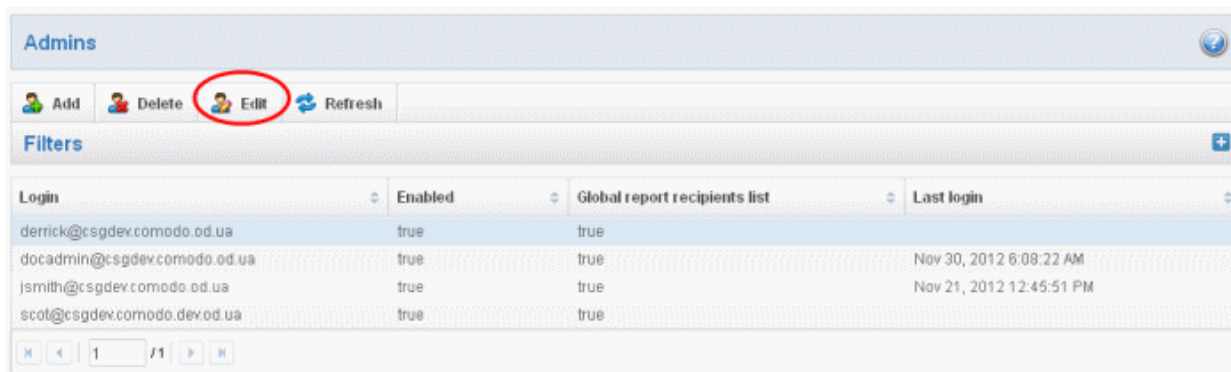 Admins
Add Delete Edit Refresh
Filters
Login Enabled Global report recipients list Last login
derrick@csgdev.comodo.od.ua true true
docadmin@csgdev.comodo.od.ua true true Nov 30, 2012 6:08:22 AM
jsmith@csgdev.comodo.od.ua true true Nov 21, 2012 12:45:51 PM
scot@csgdev.comodo.dev.od.ua true true
1 /1